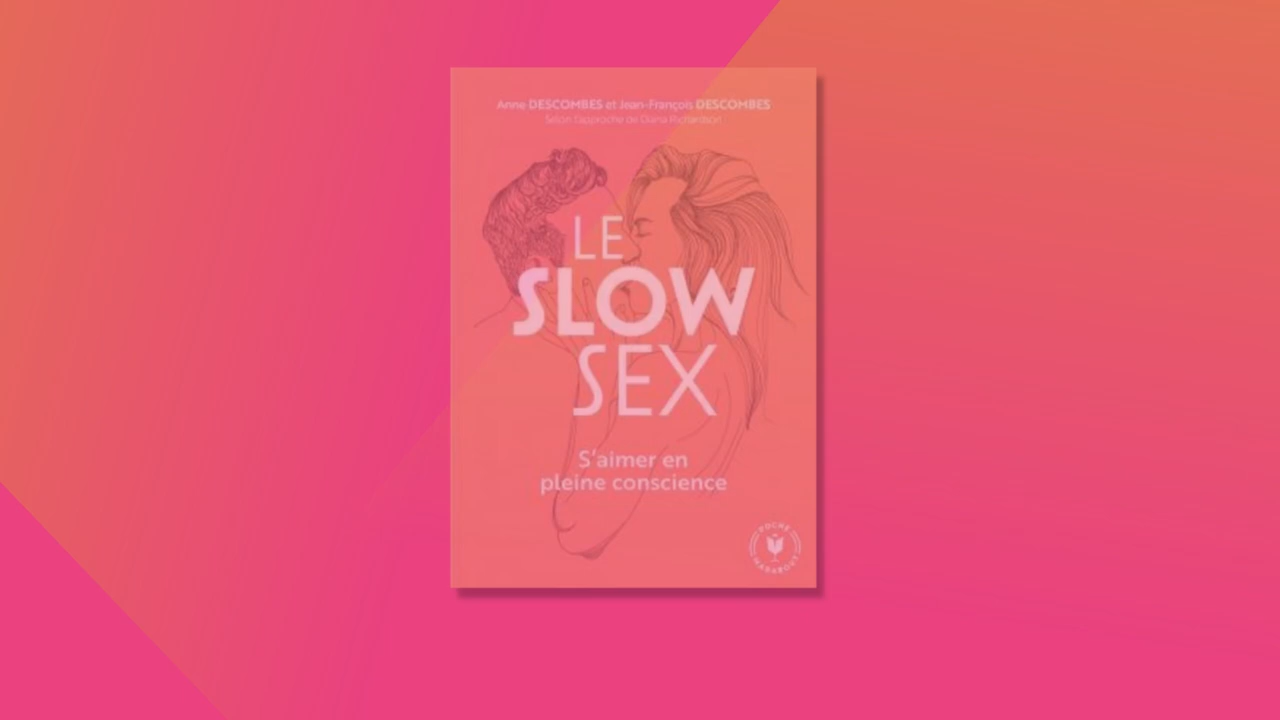 Anne DESCOMBES et Jean-François DESCOMBES
Selon l'approche de Diana Richardson
LE
SLOW
SEX
S'aimer en
pleine conscience
POCHE
MARABOUT